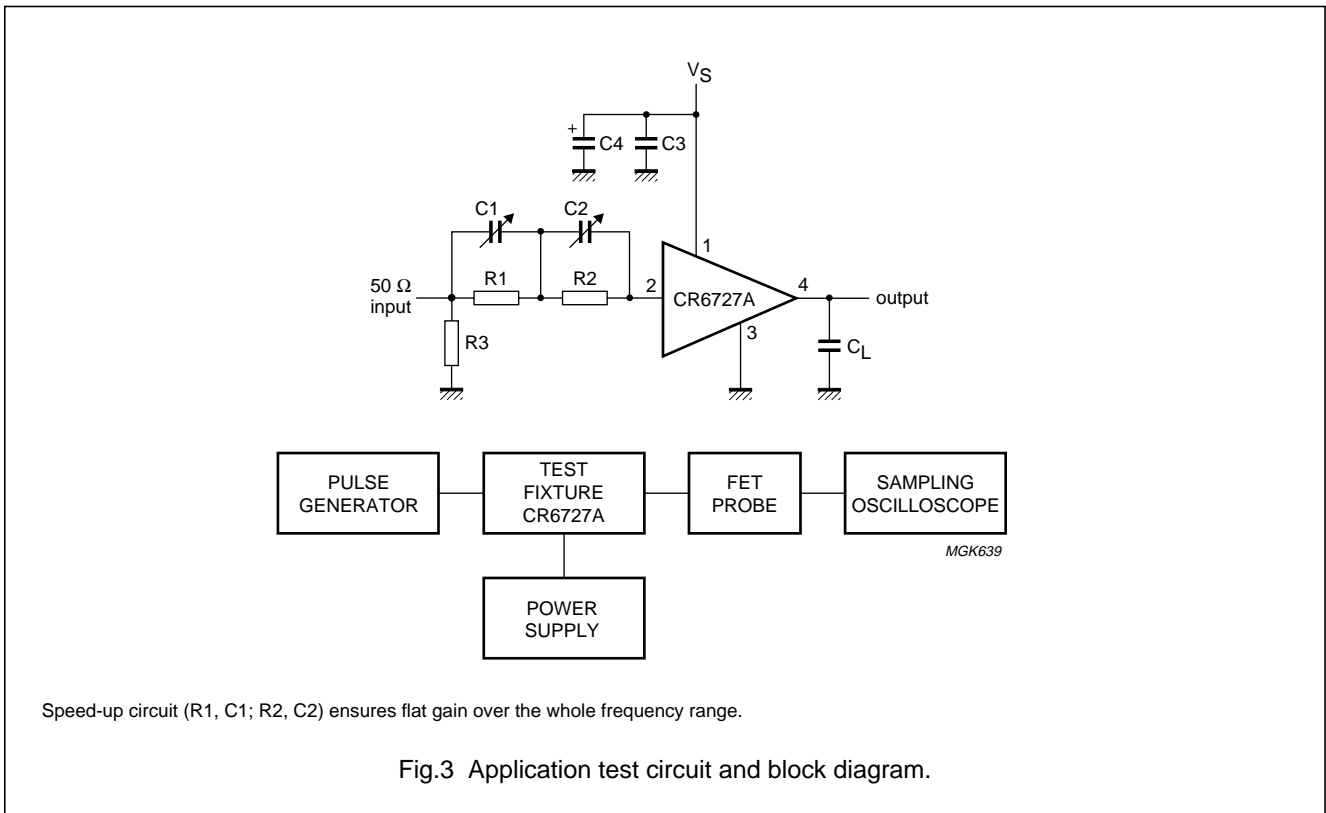 VS
+
C4
C3
C1
C2
1
50 Ω
input
R1
R2
2
CR6727A
4
output
R3
3
CL
PULSE
GENERATOR
TEST
FIXTURE
CR6727A
FET
PROBE
SAMPLING
OSCILLOSCOPE
MGK639
POWER
SUPPLY
Speed-up circuit (R1, C1; R2, C2) ensures flat gain over the whole frequency range.
Fig.3 Application test circuit and block diagram.